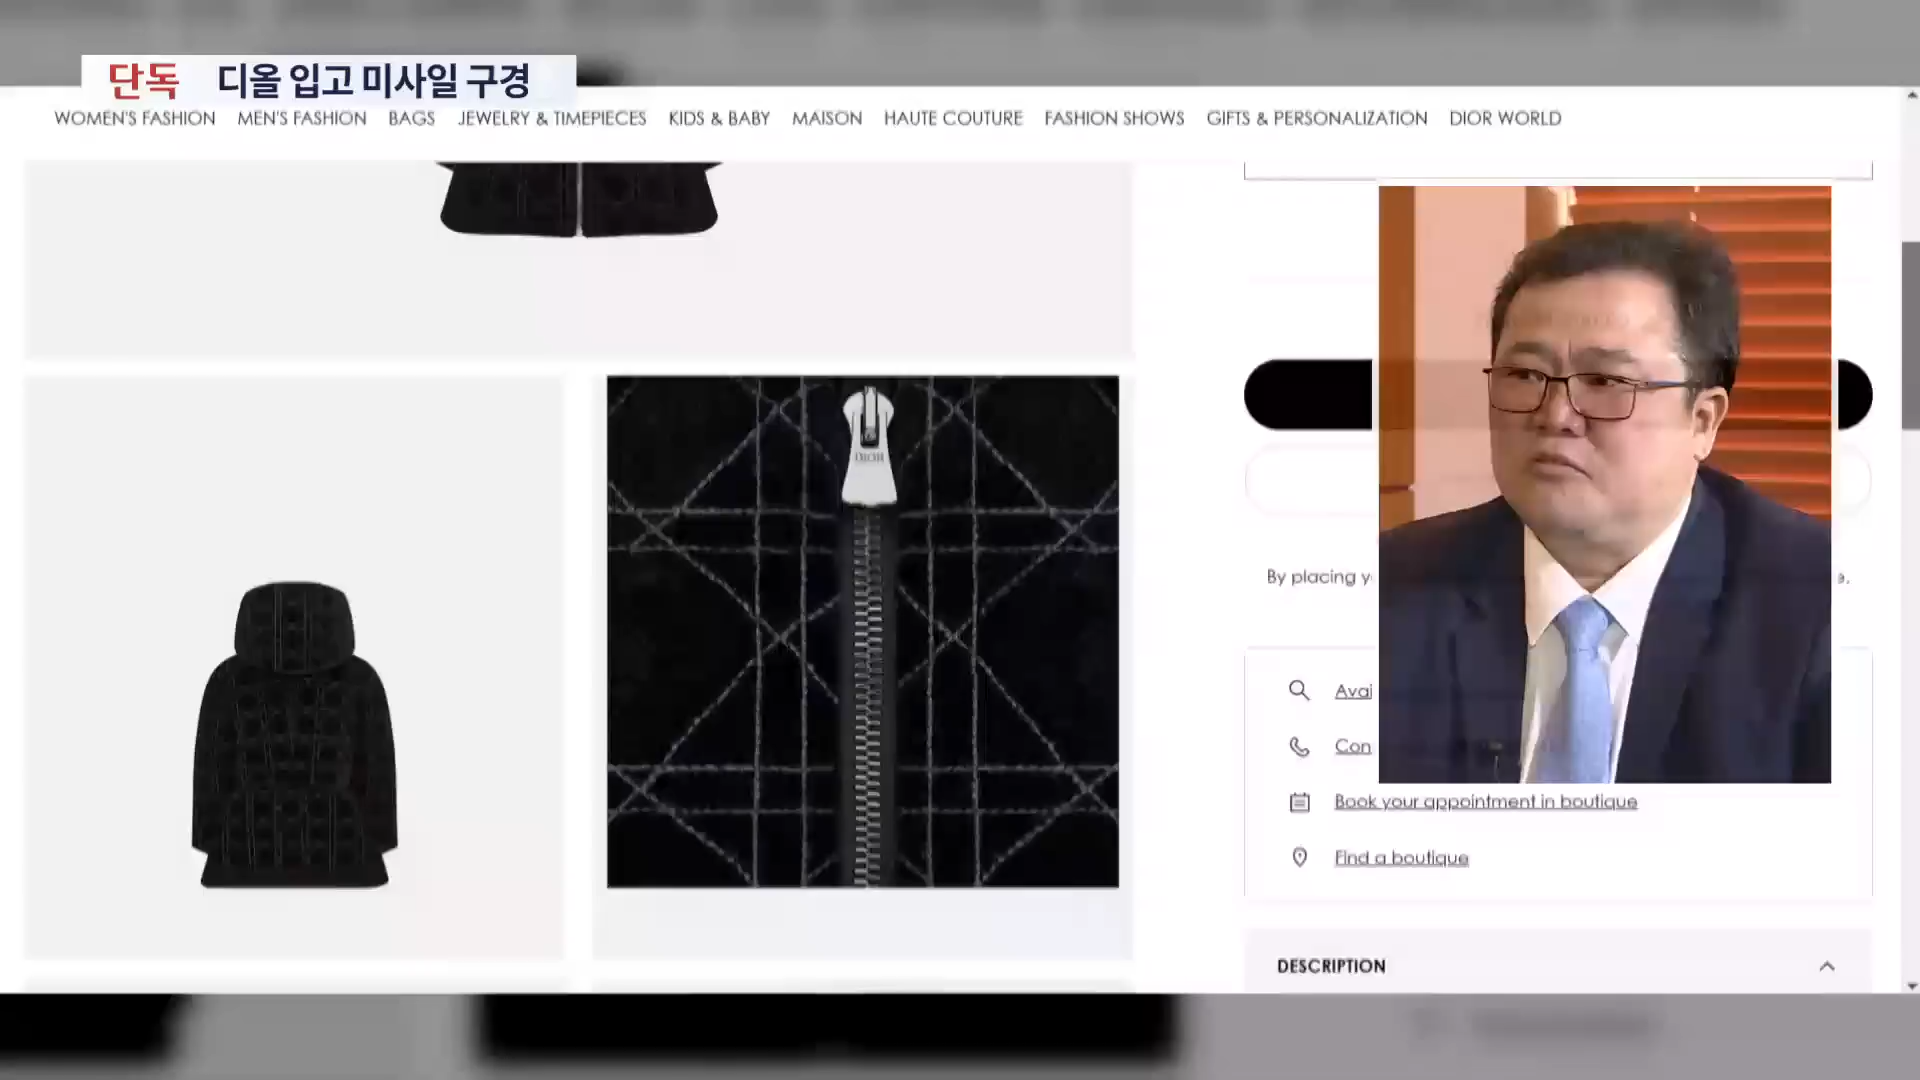 단독 디올 입고 미사일 구경
WOMEN'S FASHION MEN'S FASHION BAGS JEWELRY & TIMEPIECES KIDS & BABY MAISON HAUTE COUTURE FASHION SHOWS GIFTS & PERSONALIZATION DIOR WORLD
DIOR
By placing
Book your appointment in boutique
Find a boutique
DESCRIPTION